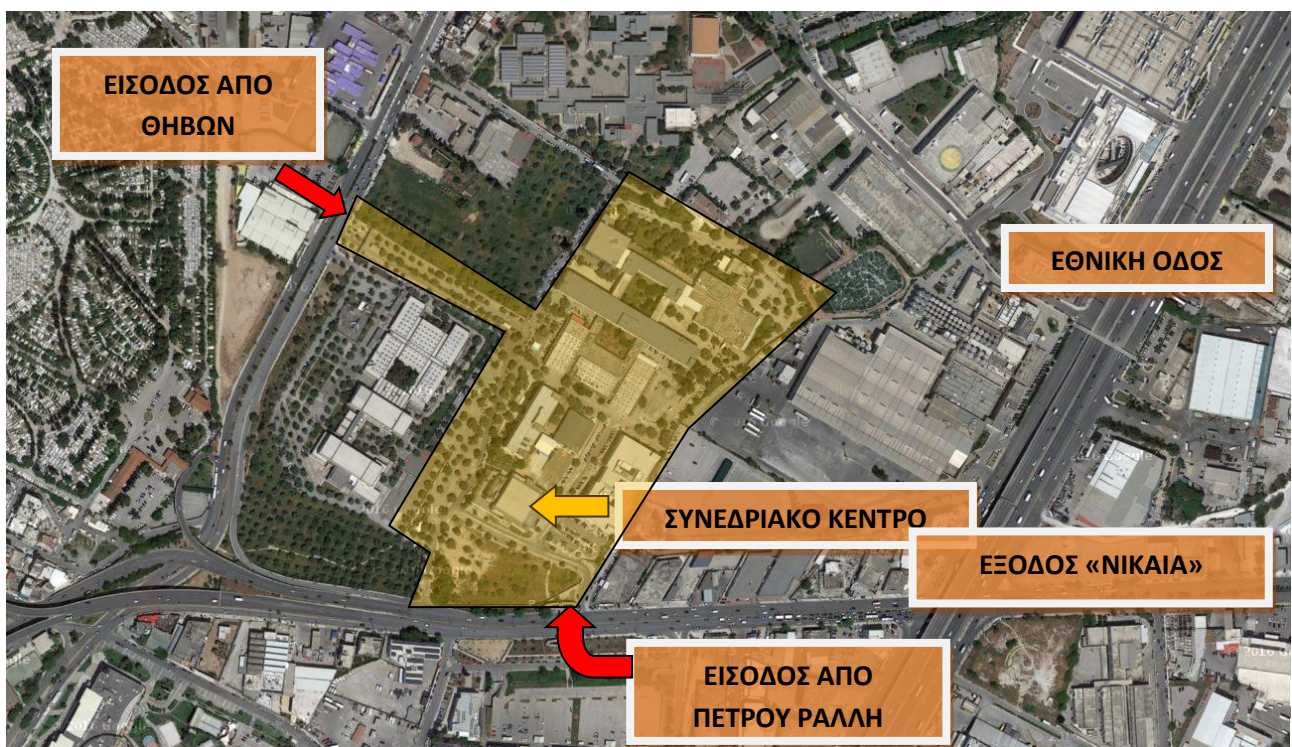 ΕΙΣΟΔΟΣ ΑΠΟ
ΘΗΒΩΝ
ΕΘΝΙΚΗ ΟΔΟΣ
ΣΥΝΕΔΡΙΑΚΟ ΚΕΝΤΡΟ
ΕΞΟΔΟΣ «ΝΙΚΑΙΑ»
ΕΙΣΟΔΟΣ ΑΠΟ
ΠΕΤΡΟΥ ΡΑΛΛΗ